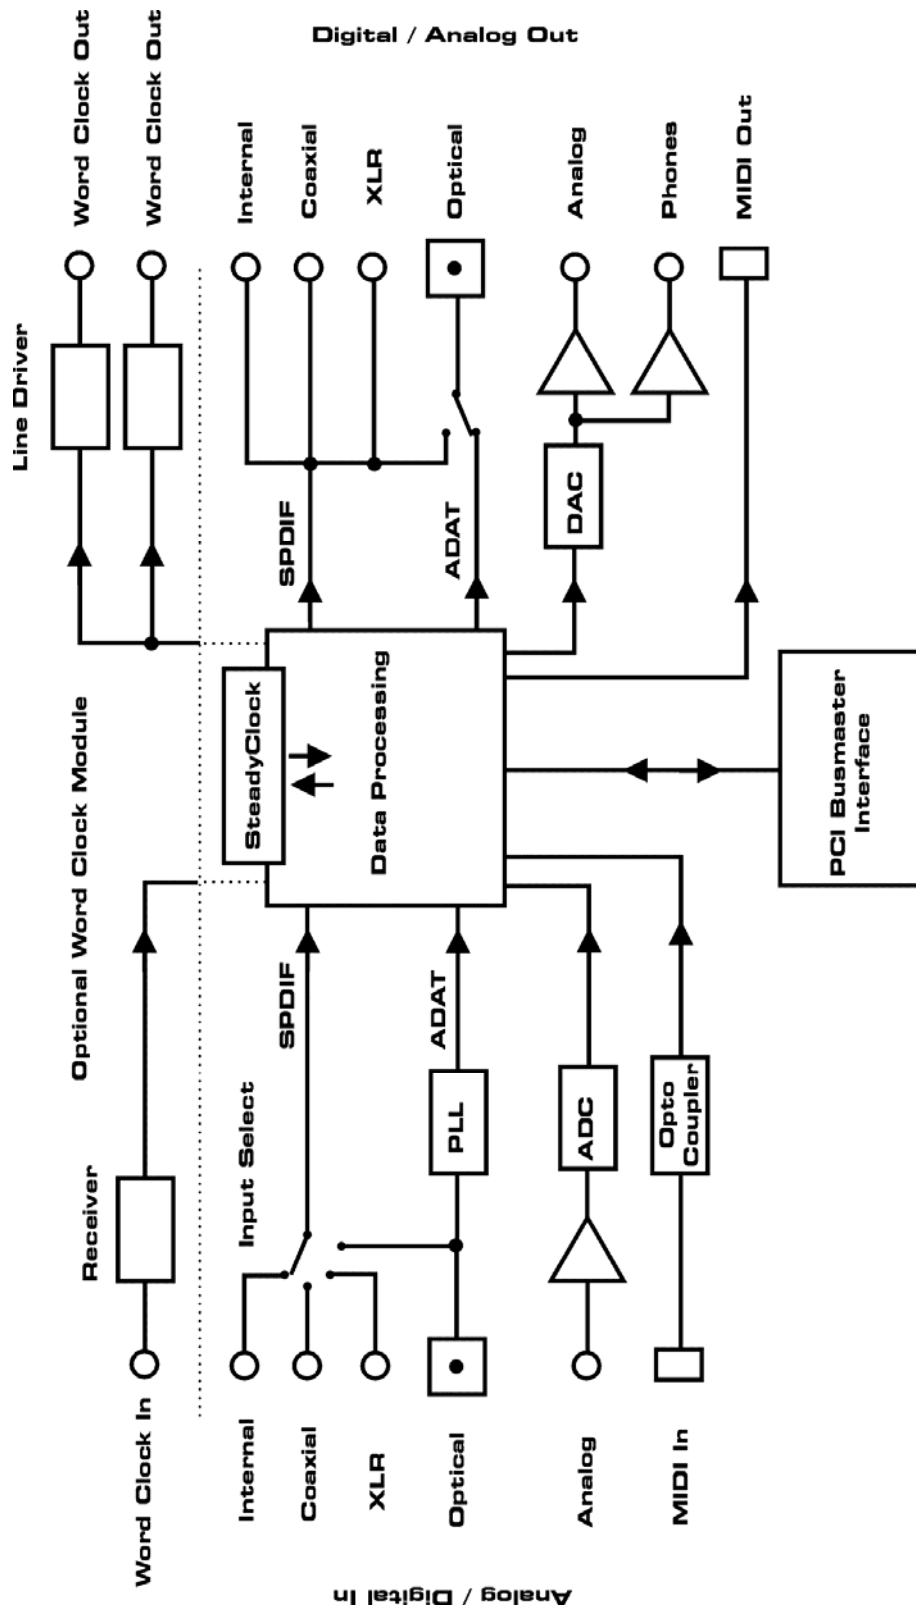 Digital / Analog Out
Word Clock Out
Word Clock Out
Internal
Coaxial
XLR
Optical
Analog
Phones
MIDI Out
Line Driver
SPDIF
ADAT
DAC
Optional Word Clock Module
SteadyClock
Data Processing
PCI Busmaster
Interface
SPDIF
ADAT
Receiver
Input Select
PLL
ADC
Opto
Coupler
Word Clock In
Internal
Coaxial
XLR
Optical
Analog
MIDI In
Analog / Digital In